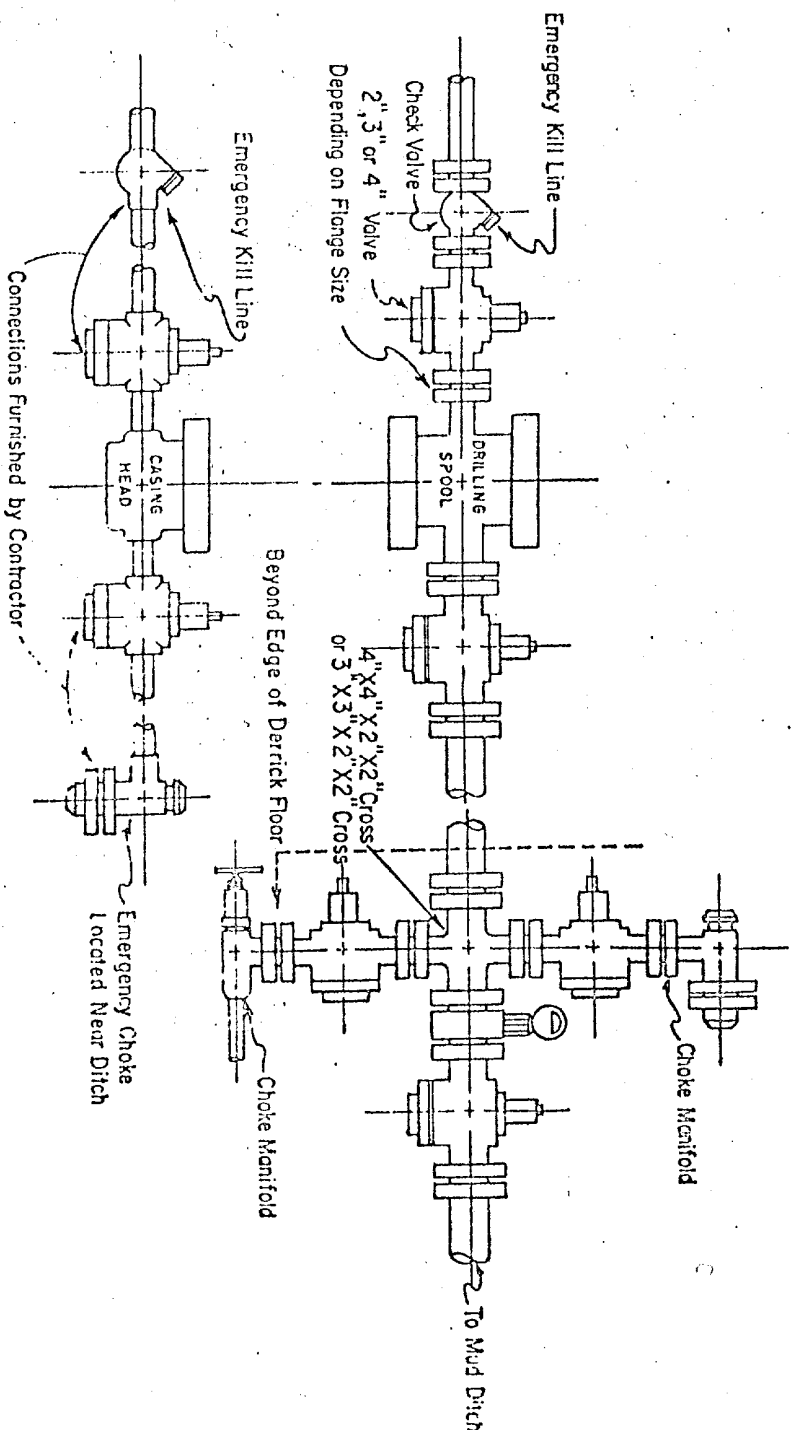 Emergency Kill Line
Check Valve
2",3" or 4" Valve
Depending on Flange Size
DRILLING
SPOOL
4"X4"X2"X2" Cross
or 3"X3"X2"X2" Cross
Beyond Edge of Derrick Floor
Choke Manifold
To Mud Ditch
Choke Manifold
Emergency Kill Line
CASING
HEAD
Connections Furnished by Contractor
Emergency Choke
Located Near Ditch